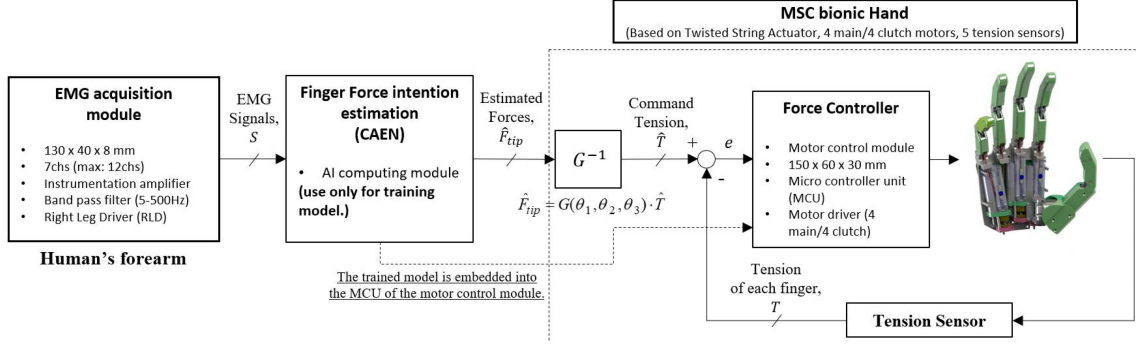 MSC bionic Hand
(Based on Twisted String Actuator, 4 main/4 clutch motors, 5 tension sensors)
EMG acquisition
module
• 130 x 40 x 8 mm
• 7chs (max: 12chs)
• Instrumentation amplifier
• Band pass filter (5-500Hz)
• Right Leg Driver (RLD)
Human's forearm
EMG
Signals,
S
Finger Force intention
estimation
(CAEN)
• AI computing module
(use only for training
model.)
Estimated
Forces,
F̂tip
G⁻¹
F̂tip = G(θ1, θ2, θ3) · T̂
Command
Tension,
T̂
+
-
e
Force Controller
• Motor control module
• 150 x 60 x 30 mm
• Micro controller unit
(MCU)
• Motor driver (4
main/4 clutch)
The trained model is embedded into
the MCU of the motor control module.
Tension
of each finger,
T
Tension Sensor